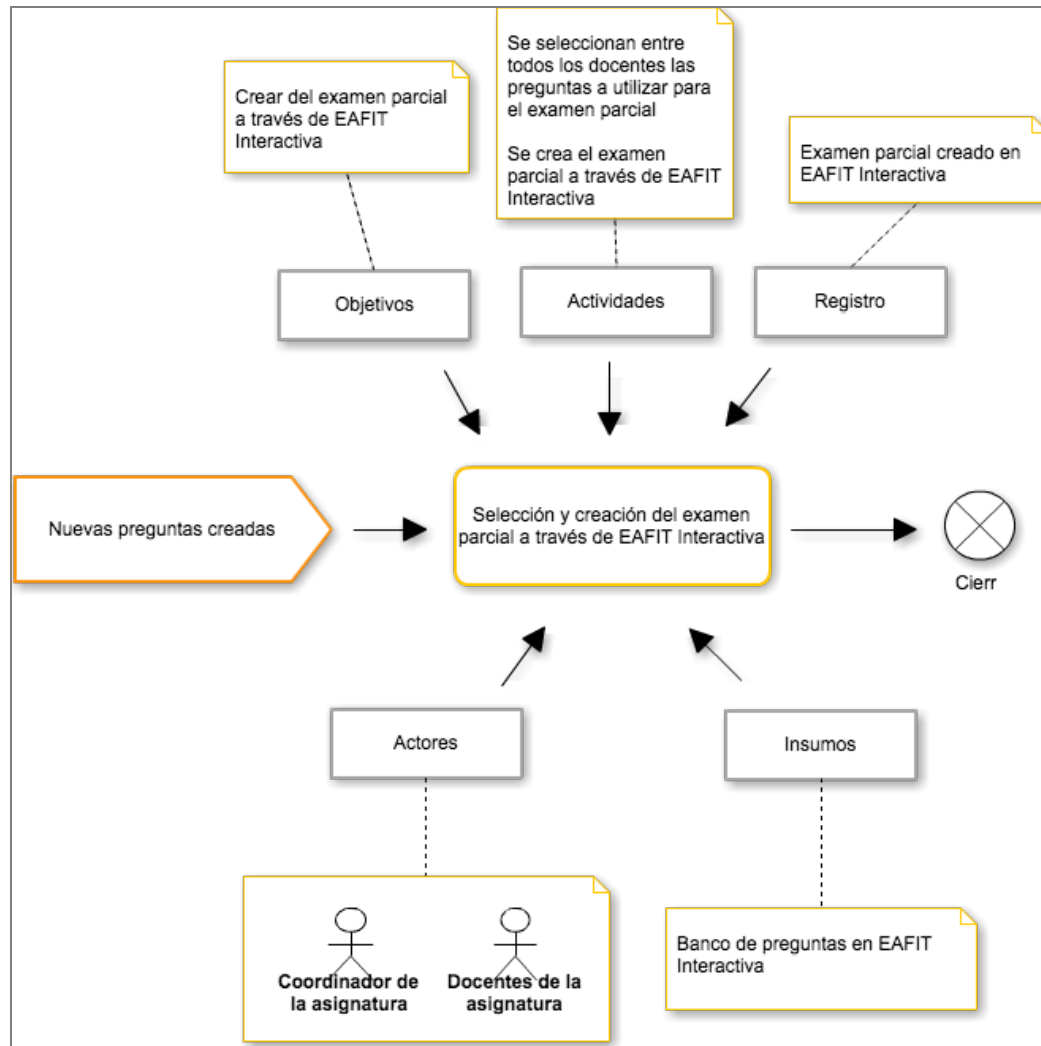 Crear del examen parcial
a través de EAFIT
Interactiva
Se seleccionan entre
todos los docentes las
preguntas a utilizar para
el examen parcial
Se crea el examen
parcial a través de EAFIT
Interactiva
Examen parcial creado en
EAFIT Interactiva
Objetivos
Actividades
Registro
Nuevas preguntas creadas
Selección y creación del examen
parcial a través de EAFIT Interactiva
Cierr
Actores
Insumos
Coordinador de
la asignatura
Docentes de la
asignatura
Banco de preguntas en EAFIT
Interactiva